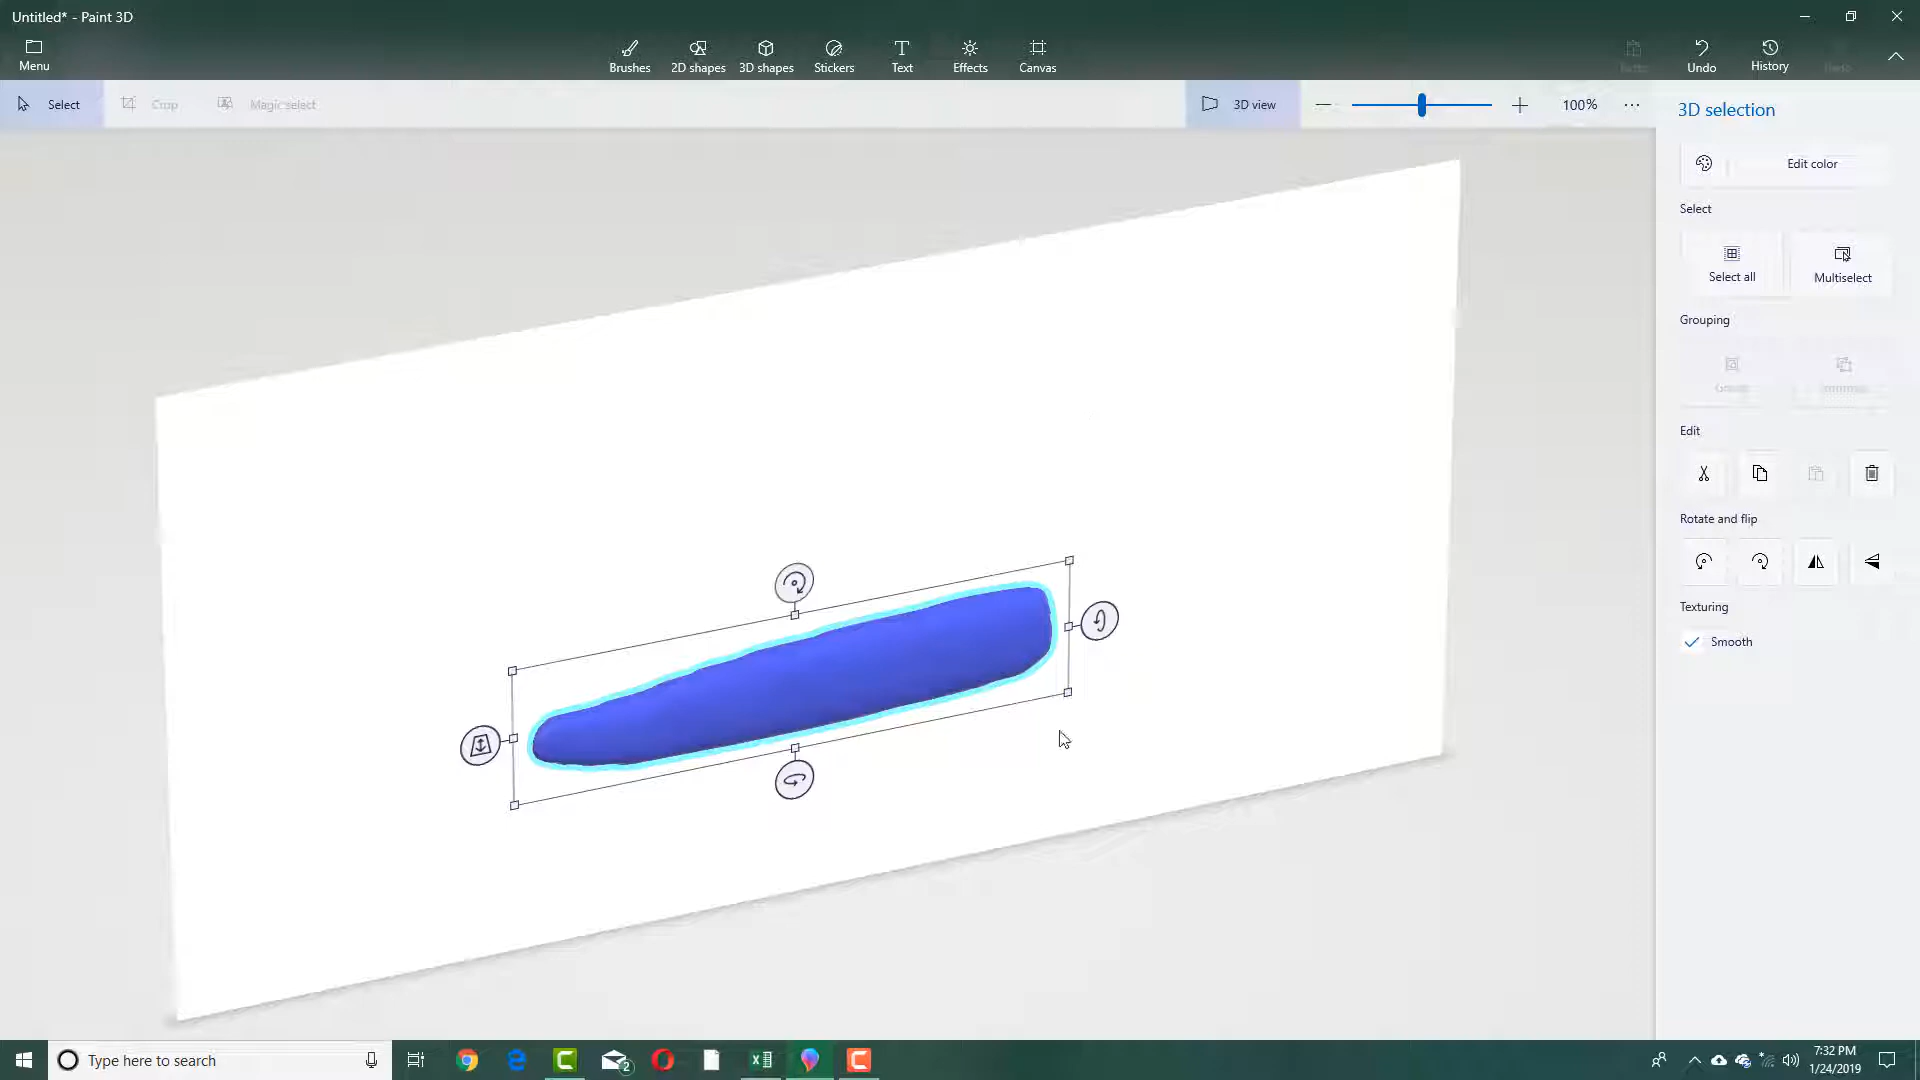 Untitled* - Paint 3D
Menu
Brushes
2D shapes
3D shapes
Stickers
Text
Effects
Canvas
Undo
History
Select
Crop
Magic select
3D view
100%
3D selection
Edit color
Select
Select all
Multiselect
Grouping
Edit
Rotate and flip
Texturing
Smooth
Type here to search
2
7:32 PM
1/24/2019